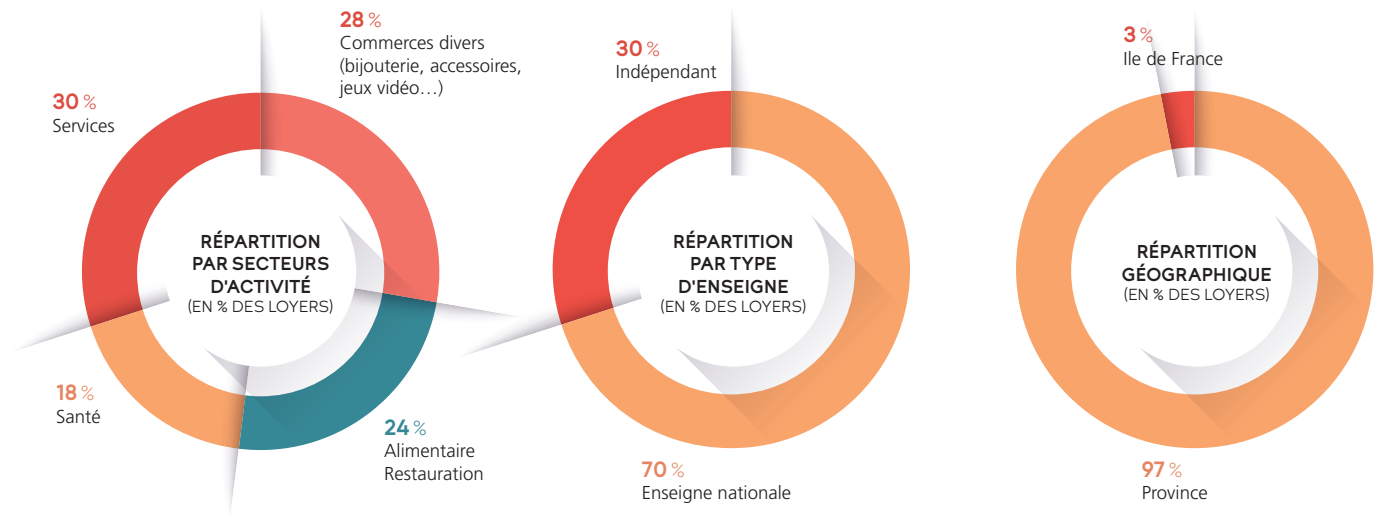 28 %
Commerces divers
(bijouterie, accessoires,
jeux vidéo…)
30 %
Services
RÉPARTITION
PAR SECTEURS
D'ACTIVITÉ
(EN % DES LOYERS)
18 %
Santé
24 %
Alimentaire
Restauration
30 %
Indépendant
RÉPARTITION
PAR TYPE
D'ENSEIGNE
(EN % DES LOYERS)
70 %
Enseigne nationale
3 %
Ile de France
RÉPARTITION
GÉOGRAPHIQUE
(EN % DES LOYERS)
97 %
Province